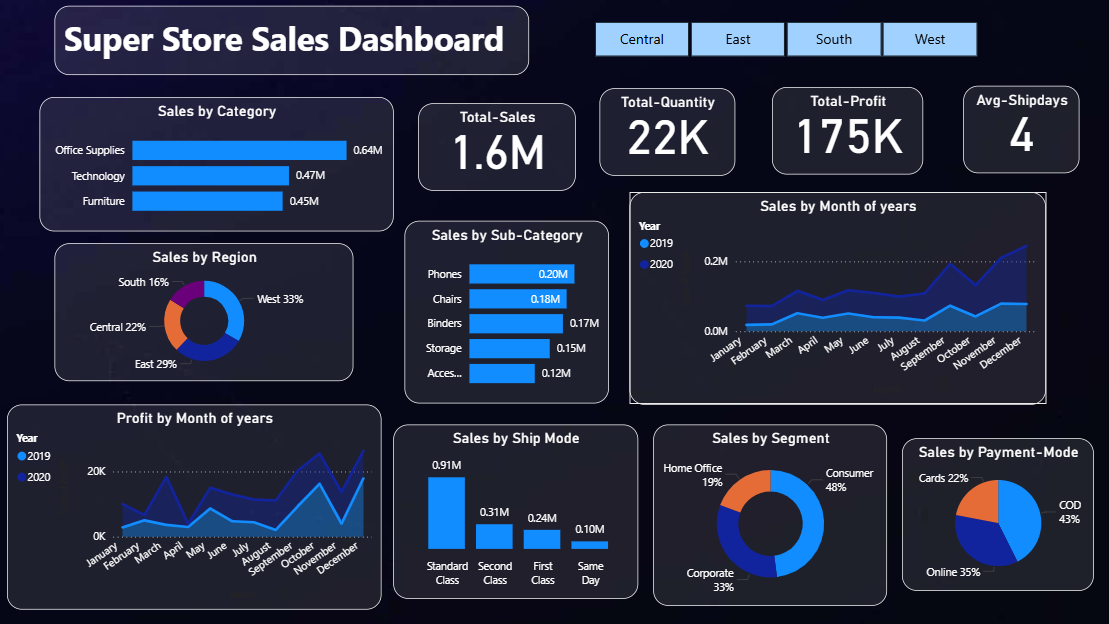 Super Store Sales Dashboard
Central East South West
Sales by Category
Office Supplies 0.64M
Technology 0.47M
Furniture 0.45M
Total-Sales
1.6M
Total-Quantity
22K
Total-Profit
175K
Avg-Shipdays
4
Sales by Region
South 16%
West 33%
Central 22%
East 29%
Sales by Sub-Category
Phones 0.20M
Chairs 0.18M
Binders 0.17M
Storage 0.15M
Acces... 0.12M
Sales by Month of years
Year
2019
2020
0.2M
0.0M
January February March April May June July August September October November December
Profit by Month of years
Year
2019
2020
20K
0K
January February March April May June July August September October November December
Sales by Ship Mode
0.91M
0.31M
0.24M
0.10M
Standard Class
Second Class
First Class
Same Day
Sales by Segment
Home Office
19%
Consumer
48%
Corporate
33%
Sales by Payment-Mode
Cards 22%
COD
43%
Online 35%